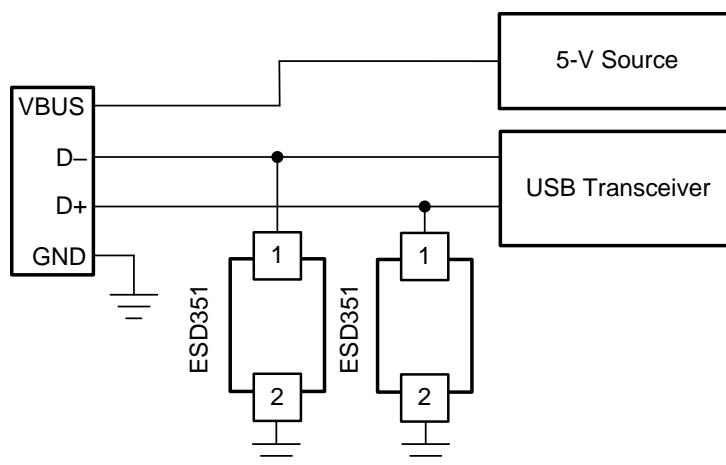 5-V Source
VBUS
D–
D+
GND
USB Transceiver
1
1
ESD351
ESD351
2
2